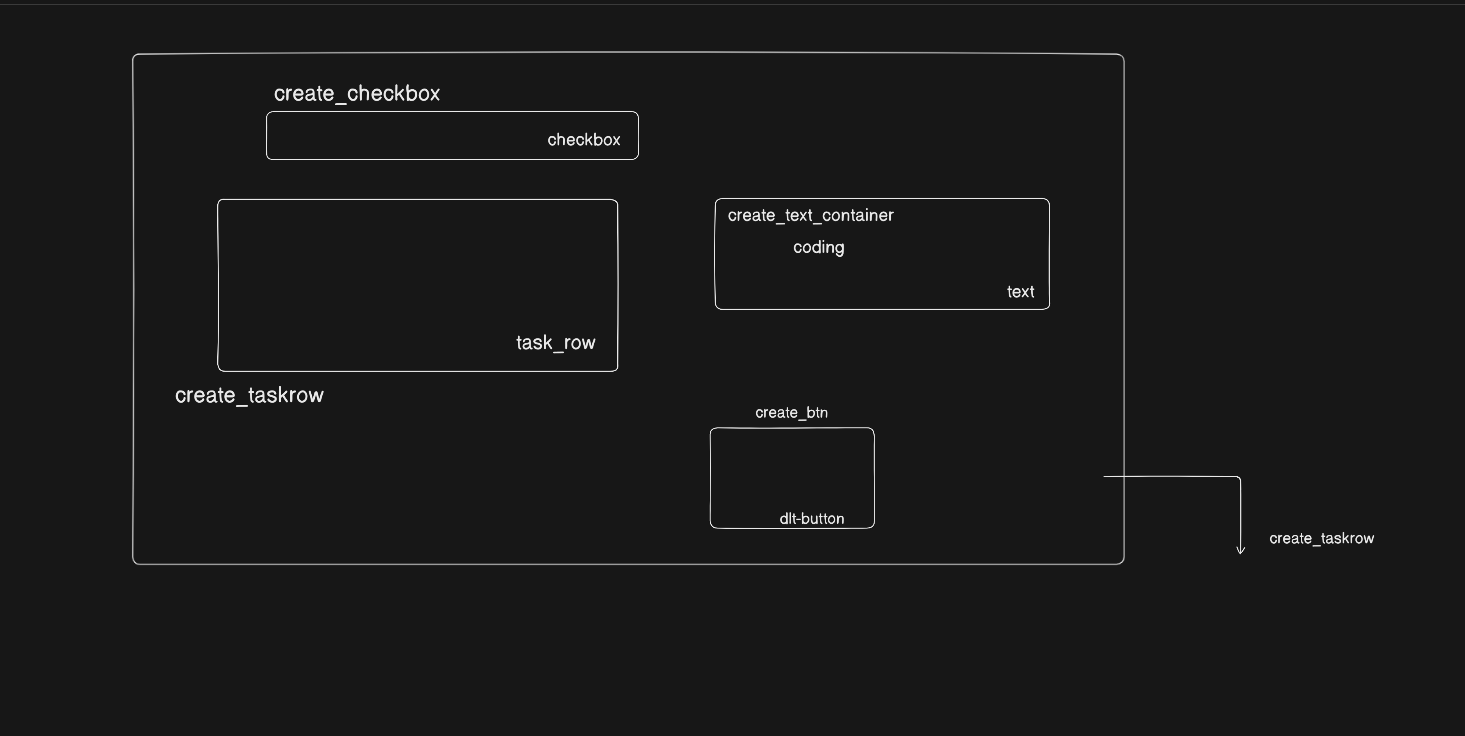 create_checkbox
checkbox
create_text_container
coding
text
task_row
create_taskrow
create_btn
dlt-button
create_taskrow